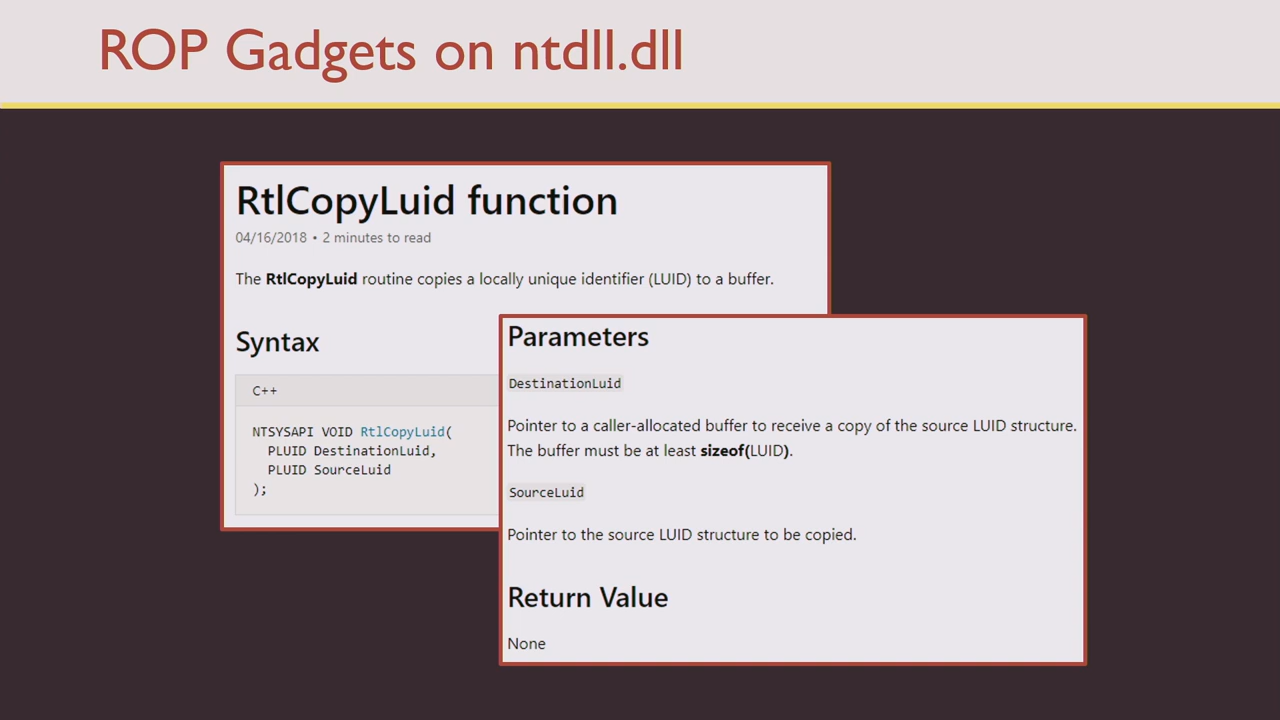 ROP Gadgets on ntdll.dll
RtlCopyLuid function
04/16/2018 • 2 minutes to read
The RtlCopyLuid routine copies a locally unique identifier (LUID) to a buffer.
Syntax
C++
NTSYSAPI VOID RtlCopyLuid(
PLUID DestinationLuid,
PLUID SourceLuid
);
Parameters
DestinationLuid
Pointer to a caller-allocated buffer to receive a copy of the source LUID structure.
The buffer must be at least sizeof(LUID).
SourceLuid
Pointer to the source LUID structure to be copied.
Return Value
None